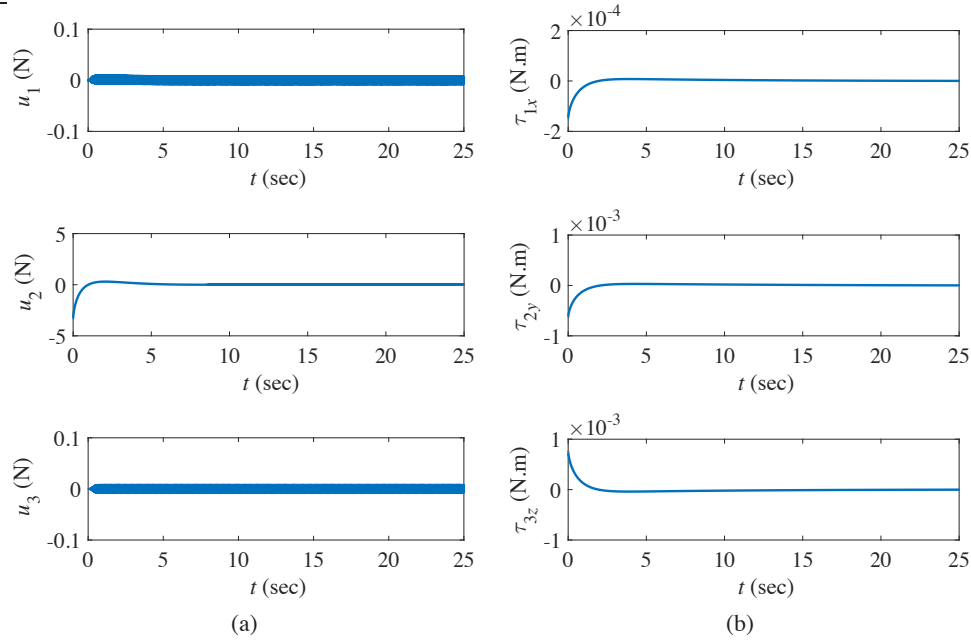 0.1
0
-0.1
u1 (N)
0 5 10 15 20 25
t (sec)
5
0
-5
u2 (N)
0 5 10 15 20 25
t (sec)
0.1
0
-0.1
u3 (N)
0 5 10 15 20 25
t (sec)
(a)
×10-4
2
0
-2
τ1x (N.m)
0 5 10 15 20 25
t (sec)
×10-3
1
0
-1
τ2y (N.m)
0 5 10 15 20 25
t (sec)
×10-3
1
0
-1
τ3z (N.m)
0 5 10 15 20 25
t (sec)
(b)